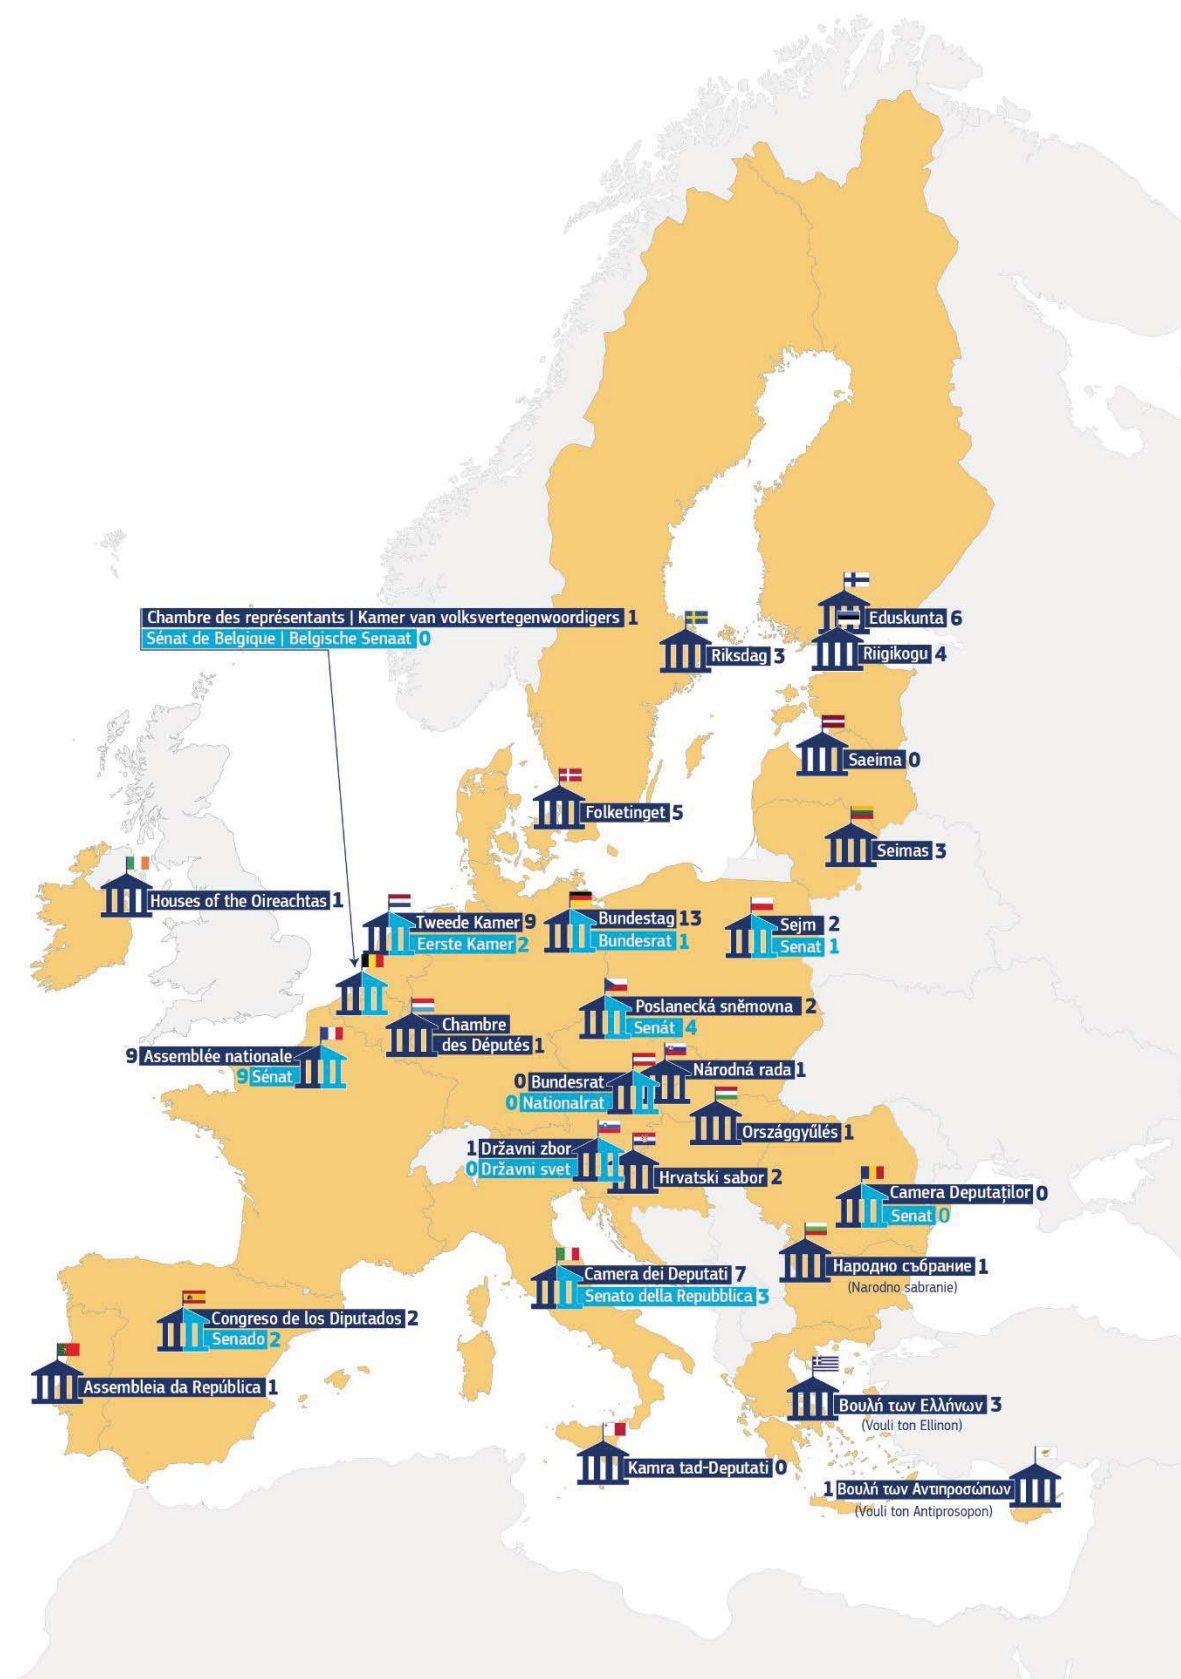 Chambre des représentants | Kamer van volksvertegenwoordigers 1
Sénat de Belgique | Belgische Senaat 0
Eduskunta 6
Riksdag 3
Riigikogu 4
Saeima 0
Folketinget 5
Seimas 3
Houses of the Oireachtas 1
Tweede Kamer 9
Eerste Kamer 2
Bundestag 13
Bundesrat 1
Sejm 2
Senat 1
Poslanecká sněmovna 2
Senát 4
Chambre
des Députés 1
9 Assemblée nationale
9 Sénat
Národná rada 1
0 Bundesrat
0 Nationalrat
Országgyűlés 1
1 Državni zbor
0 Državni svet
Hrvatski sabor 2
Camera Deputaților 0
Senat 0
Народно събрание 1
(Narodno sabranie)
Camera dei Deputati 7
Senato della Repubblica 3
Congreso de los Diputados 2
Senado 2
Assembleia da República 1
Βουλή των Ελλήνων 3
(Vouli ton Ellinon)
Kamra tad-Deputati 0
1 Βουλή των Αντιπροσώπων
(Vouli ton Antiprosopon)